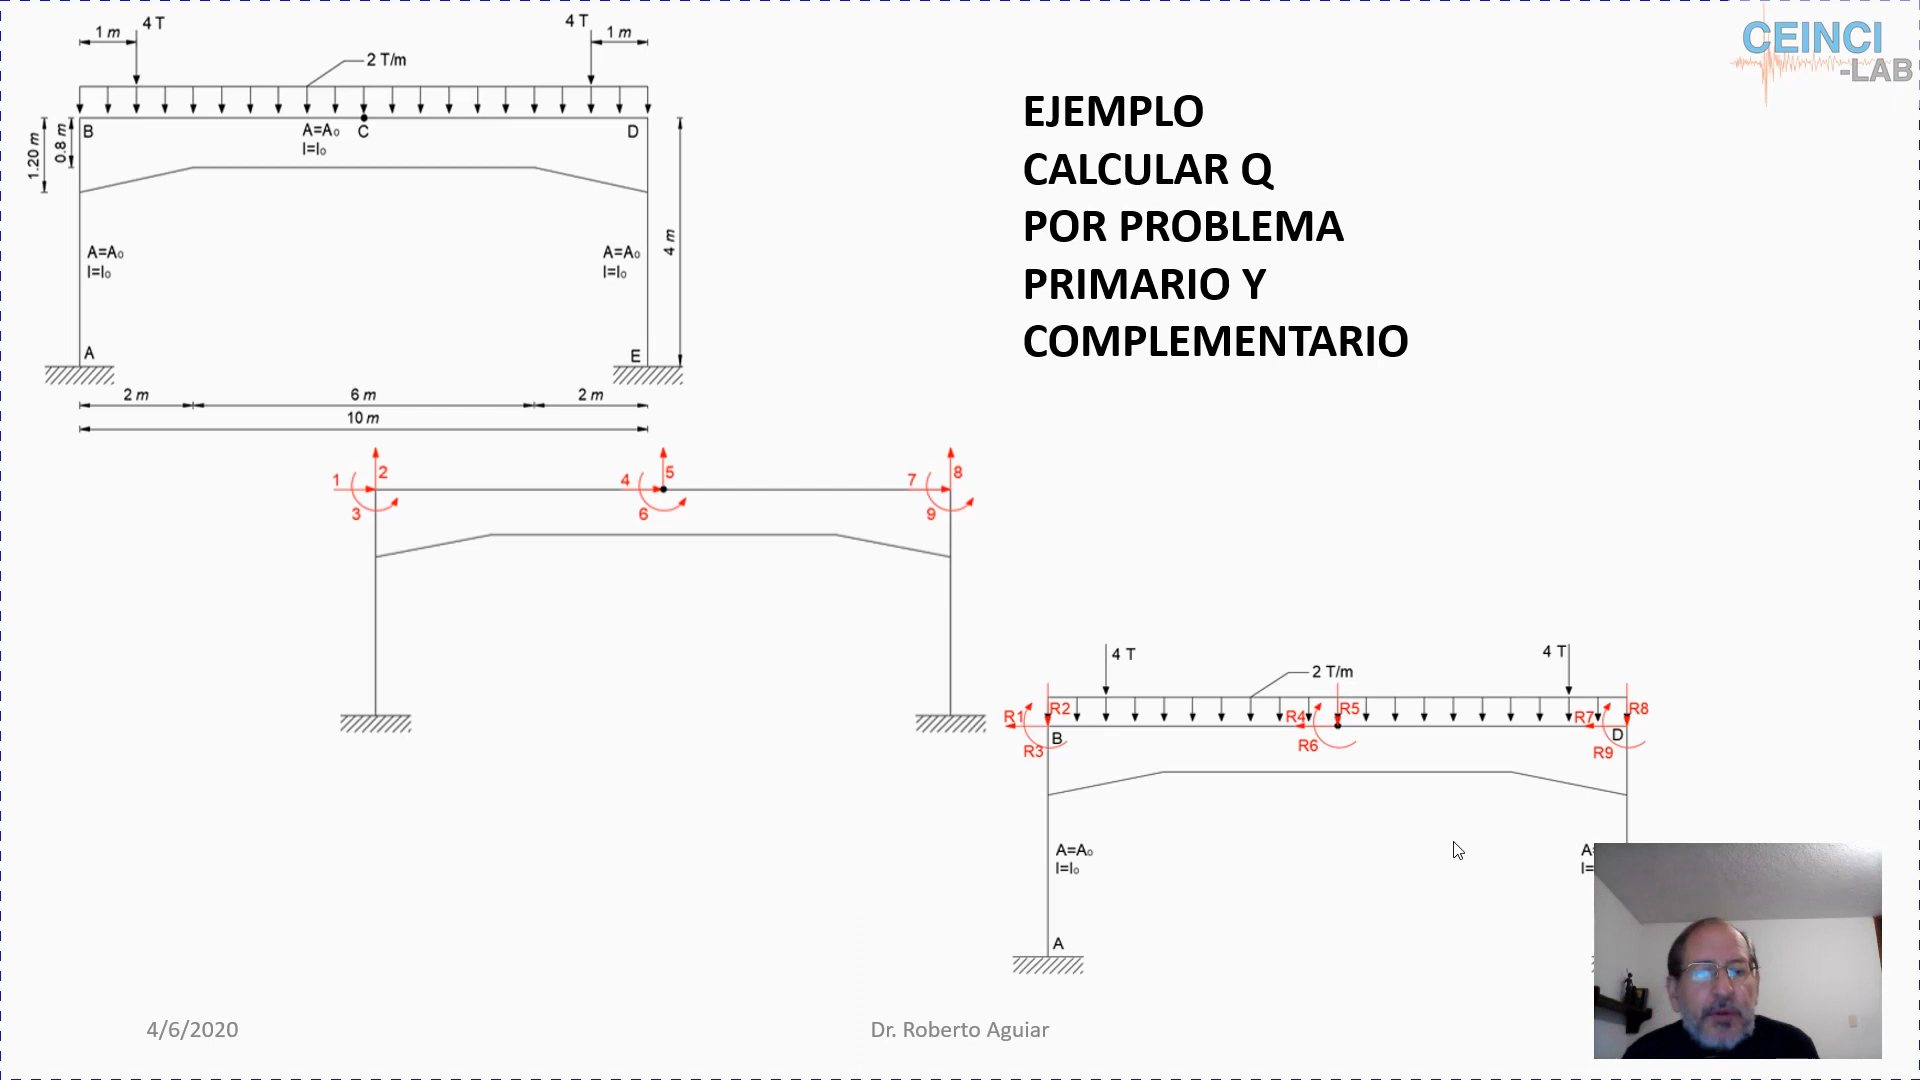 4 T
4 T
1 m
1 m
2 T/m
B
A=A₀
C
D
I=I₀
1.20 m
0.8 m
A=A₀
I=I₀
A=A₀
I=I₀
4 m
A
E
2 m
6 m
2 m
10 m
CEINCI
-LAB
EJEMPLO
CALCULAR Q
POR PROBLEMA
PRIMARIO Y
COMPLEMENTARIO
1
2
3
4
5
6
7
8
9
4 T
4 T
2 T/m
R1
R2
R3
B
R4
R5
R6
R7
R8
R9
D
A=A₀
I=I₀
A=
I=
A
4/6/2020
Dr. Roberto Aguiar